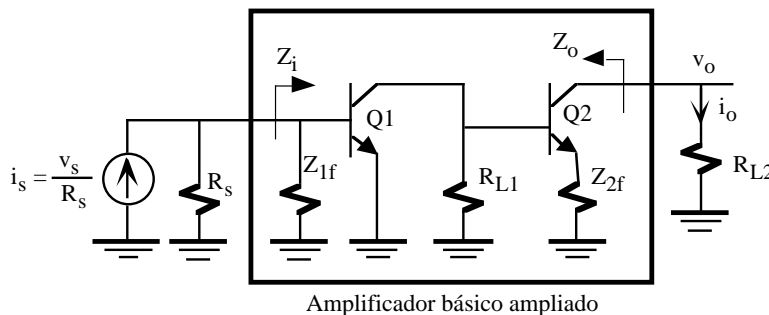 Z_i
Z_o
v_o
Q1
Q2
i_o
i_s = v_s / R_s
R_s
Z_1f
R_L1
Z_2f
R_L2
Amplificador básico ampliado